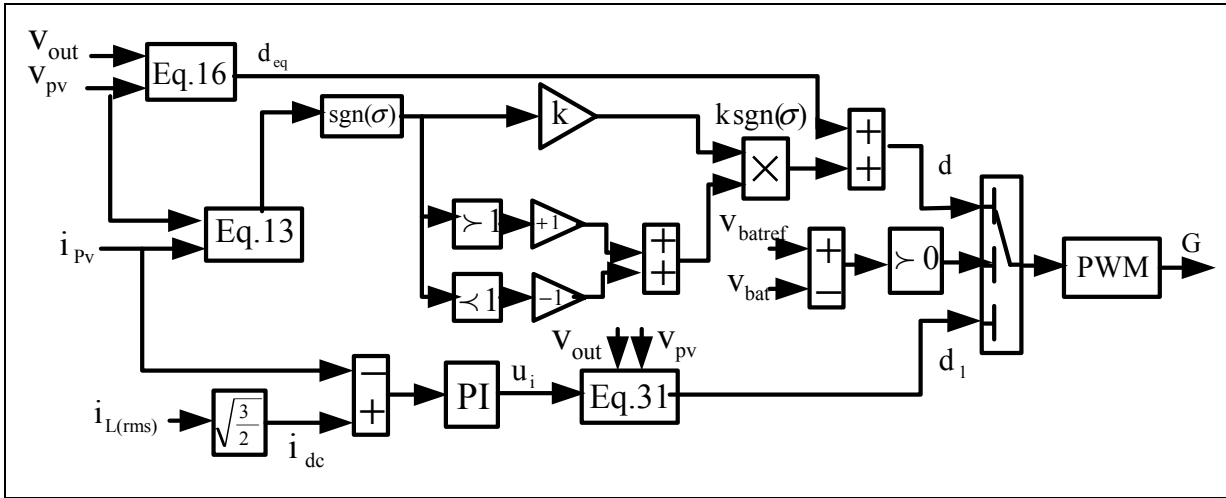 v_out
v_pv
Eq.16
d_eq
sgn(σ)
k
k sgn(σ)
×
+
+
d
i_Pv
Eq.13
≻ 1
+1
≺ 1
−1
+
+
v_batref
v_bat
+
−
≻ 0
PWM
G
v_out
v_pv
−
+
PI
u_i
Eq.31
d_1
i_L(rms)
√(3/2)
i_dc